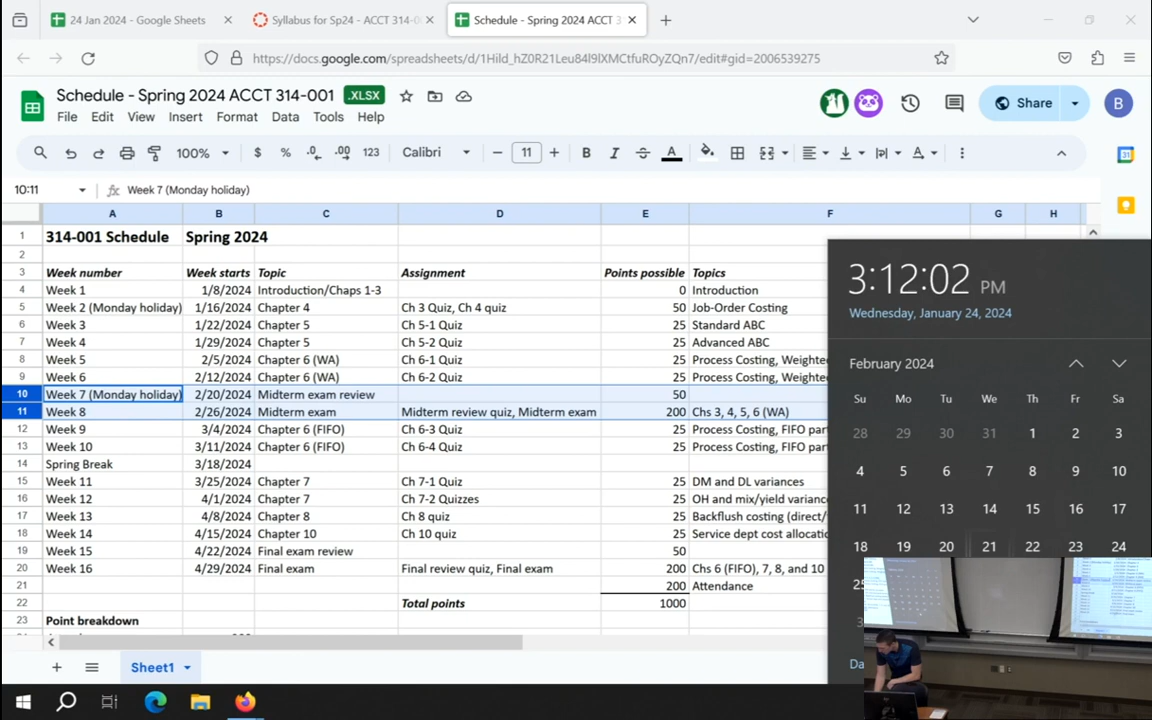 24 Jan 2024 - Google Sheets
Syllabus for Sp24 - ACCT 314-0
Schedule - Spring 2024 ACCT 3
https://docs.google.com/spreadsheets/d/1Hild_hZ0R21Leu84l9lXMCtfuROyZQn7/edit#gid=2006539275
Schedule - Spring 2024 ACCT 314-001 .XLSX
Share
B
File Edit View Insert Format Data Tools Help
100% $ % .0 .00 123 Calibri 11 B I A
10:11 fx Week 7 (Monday holiday)
A B C D E F G H
1 314-001 Schedule Spring 2024
2
3 Week number Week starts Topic Assignment Points possible Topics
4 Week 1 1/8/2024 Introduction/Chaps 1-3 0 Introduction
5 Week 2 (Monday holiday) 1/16/2024 Chapter 4 Ch 3 Quiz, Ch 4 quiz 50 Job-Order Costing
6 Week 3 1/22/2024 Chapter 5 Ch 5-1 Quiz 25 Standard ABC
7 Week 4 1/29/2024 Chapter 5 Ch 5-2 Quiz 25 Advanced ABC
8 Week 5 2/5/2024 Chapter 6 (WA) Ch 6-1 Quiz 25 Process Costing, Weighte
9 Week 6 2/12/2024 Chapter 6 (WA) Ch 6-2 Quiz 25 Process Costing, Weighte
10 Week 7 (Monday holiday) 2/20/2024 Midterm exam review 50
11 Week 8 2/26/2024 Midterm exam Midterm review quiz, Midterm exam 200 Chs 3, 4, 5, 6 (WA)
12 Week 9 3/4/2024 Chapter 6 (FIFO) Ch 6-3 Quiz 25 Process Costing, FIFO par
13 Week 10 3/11/2024 Chapter 6 (FIFO) Ch 6-4 Quiz 25 Process Costing, FIFO par
14 Spring Break 3/18/2024
15 Week 11 3/25/2024 Chapter 7 Ch 7-1 Quiz 25 DM and DL variances
16 Week 12 4/1/2024 Chapter 7 Ch 7-2 Quizzes 25 OH and mix/yield varianc
17 Week 13 4/8/2024 Chapter 8 Ch 8 quiz 25 Backflush costing (direct/
18 Week 14 4/15/2024 Chapter 10 Ch 10 quiz 25 Service dept cost allocati
19 Week 15 4/22/2024 Final exam review 50
20 Week 16 4/29/2024 Final exam Final review quiz, Final exam 200 Chs 6 (FIFO), 7, 8, and 10
21 200 Attendance
22 Total points 1000
23 Point breakdown
Sheet1
3:12:02 PM
Wednesday, January 24, 2024
February 2024
Su Mo Tu We Th Fr Sa
28 29 30 31 1 2 3
4 5 6 7 8 9 10
11 12 13 14 15 16 17
18 19 20 21 22 23 24
Da